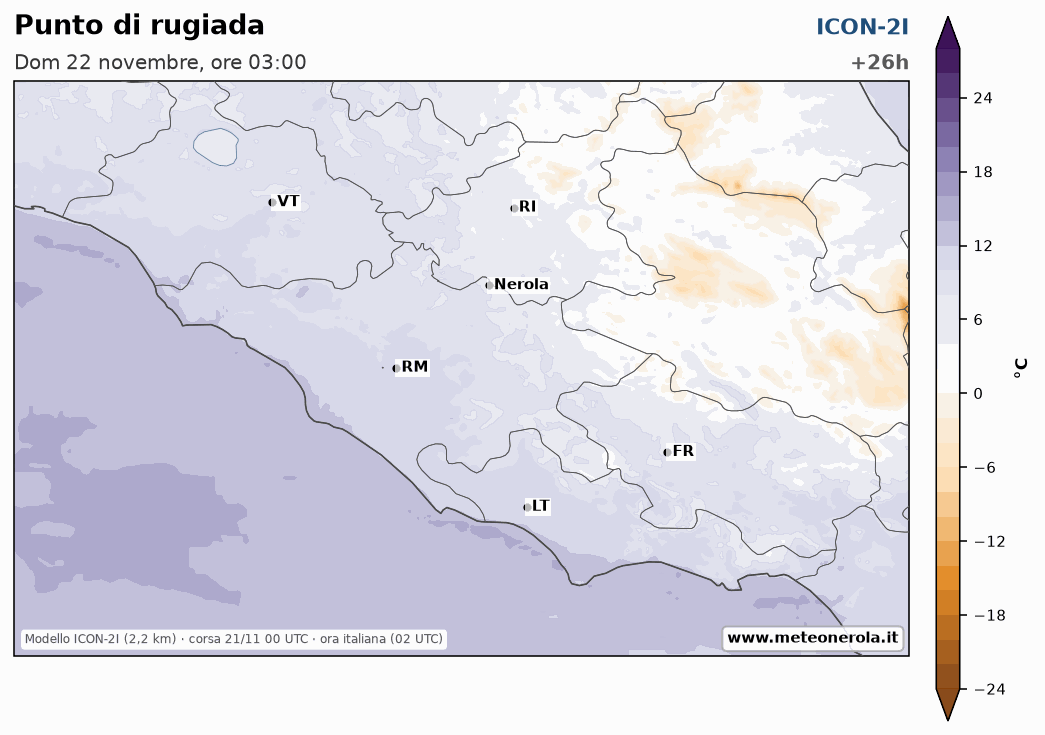 Punto di rugiada
ICON-2I
Dom 22 novembre, ore 03:00
+26h
VT
RI
Nerola
RM
FR
LT
Modello ICON-2I (2,2 km) · corsa 21/11 00 UTC · ora italiana (02 UTC)
www.meteonerola.it
24
18
12
6
0
−6
−12
−18
−24
°C